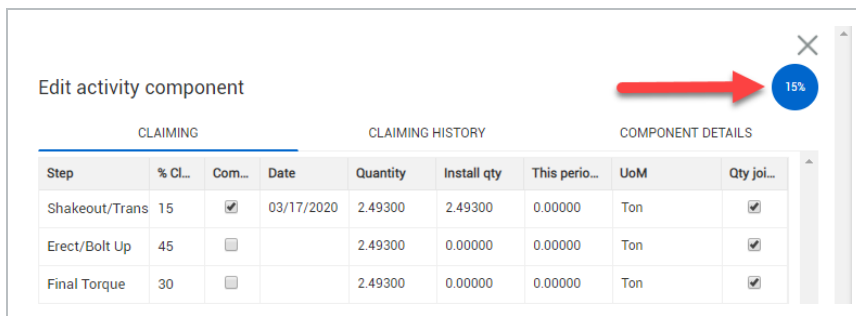 Edit activity component
15%
CLAIMING CLAIMING HISTORY COMPONENT DETAILS
Step % Cl... Com... Date Quantity Install qty This perio... UoM Qty joi...
Shakeout/Trans 15 03/17/2020 2.49300 2.49300 0.00000 Ton
Erect/Bolt Up 45 2.49300 0.00000 0.00000 Ton
Final Torque 30 2.49300 0.00000 0.00000 Ton